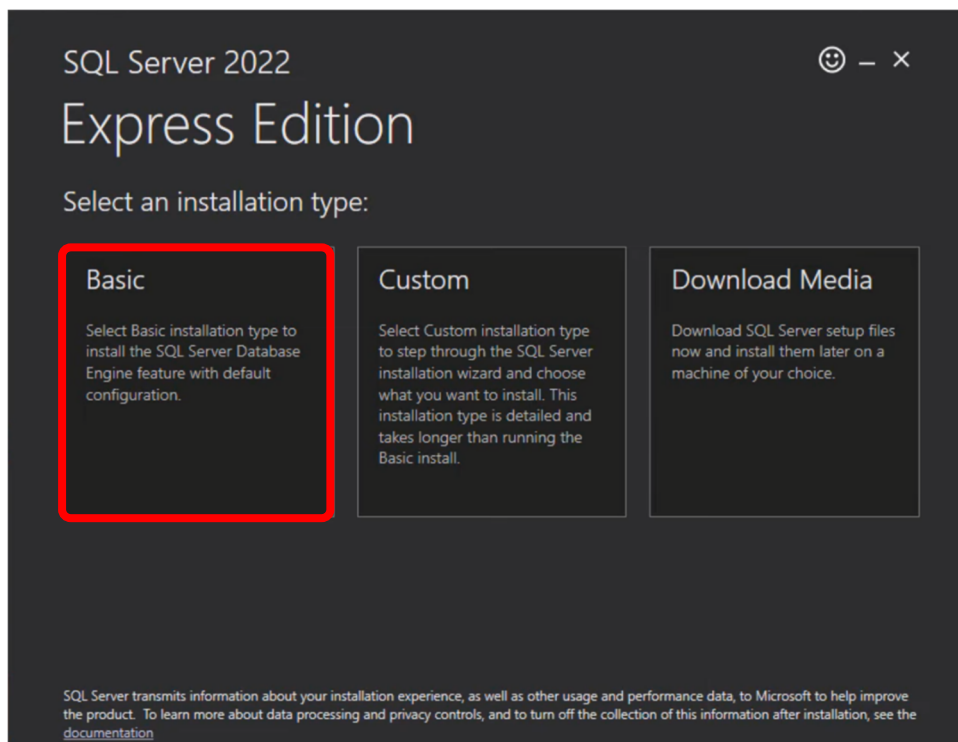 SQL Server 2022
Express Edition
Select an installation type:
Basic
Select Basic installation type to
install the SQL Server Database
Engine feature with default
configuration.
Custom
Select Custom installation type
to step through the SQL Server
installation wizard and choose
what you want to install. This
installation type is detailed and
takes longer than running the
Basic install.
Download Media
Download SQL Server setup files
now and install them later on a
machine of your choice.
SQL Server transmits information about your installation experience, as well as other usage and performance data, to Microsoft to help improve
the product. To learn more about data processing and privacy controls, and to turn off the collection of this information after installation, see the
documentation